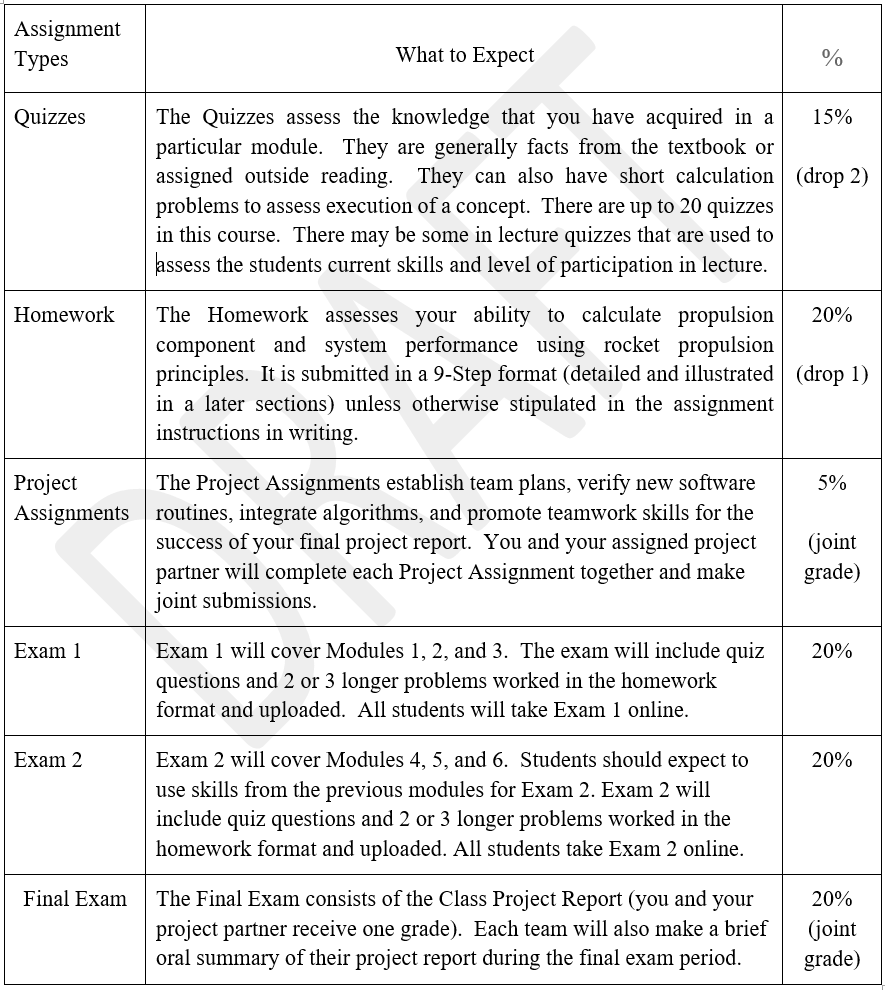 Assignment
Types
What to Expect
%
Quizzes
The Quizzes assess the knowledge that you have acquired in a
particular module. They are generally facts from the textbook or
assigned outside reading. They can also have short calculation
problems to assess execution of a concept. There are up to 20 quizzes
in this course. There may be some in lecture quizzes that are used to
assess the students current skills and level of participation in lecture.
15%
(drop 2)
Homework
The Homework assesses your ability to calculate propulsion
component and system performance using rocket propulsion
principles. It is submitted in a 9-Step format (detailed and illustrated
in a later sections) unless otherwise stipulated in the assignment
instructions in writing.
20%
(drop 1)
Project
Assignments
The Project Assignments establish team plans, verify new software
routines, integrate algorithms, and promote teamwork skills for the
success of your final project report. You and your assigned project
partner will complete each Project Assignment together and make
joint submissions.
5%
(joint
grade)
Exam 1
Exam 1 will cover Modules 1, 2, and 3. The exam will include quiz
questions and 2 or 3 longer problems worked in the homework
format and uploaded. All students will take Exam 1 online.
20%
Exam 2
Exam 2 will cover Modules 4, 5, and 6. Students should expect to
use skills from the previous modules for Exam 2. Exam 2 will
include quiz questions and 2 or 3 longer problems worked in the
homework format and uploaded. All students take Exam 2 online.
20%
Final Exam
The Final Exam consists of the Class Project Report (you and your
project partner receive one grade). Each team will also make a brief
oral summary of their project report during the final exam period.
20%
(joint
grade)
DRAFT